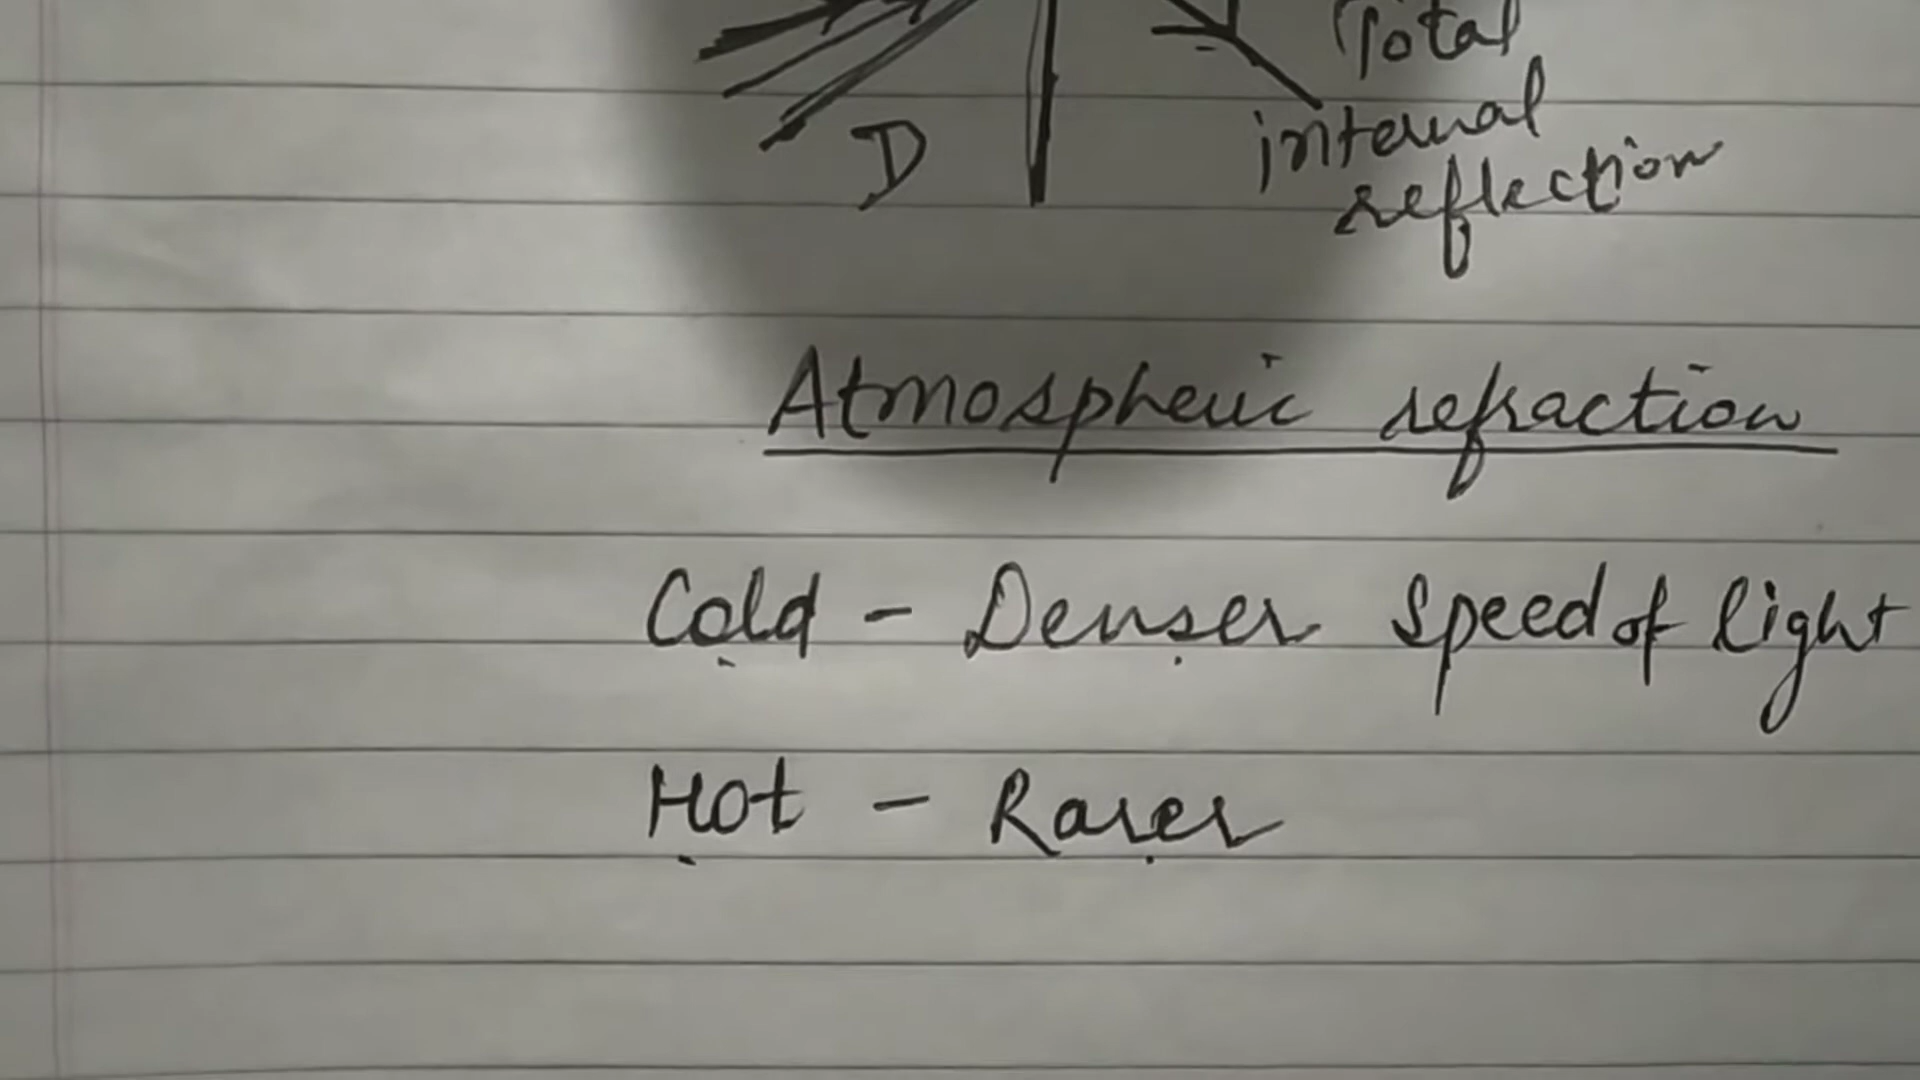 Total
internal
reflection
D
Atmospheric refraction
Cold - Denser Speed of light
Hot - Rarer